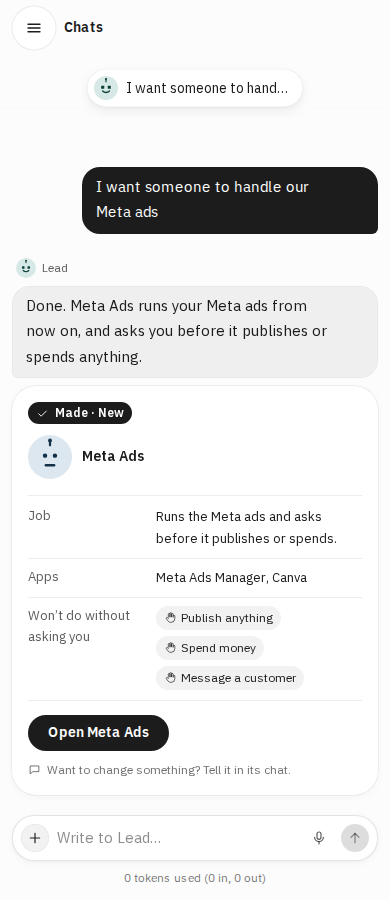 Chats
I want someone to hand…
I want someone to handle our
Meta ads
Lead
Done. Meta Ads runs your Meta ads from
now on, and asks you before it publishes or
spends anything.
Made · New
Meta Ads
Job
Runs the Meta ads and asks
before it publishes or spends.
Apps
Meta Ads Manager, Canva
Won't do without
asking you
Publish anything
Spend money
Message a customer
Open Meta Ads
Want to change something? Tell it in its chat.
Write to Lead…
0 tokens used (0 in, 0 out)